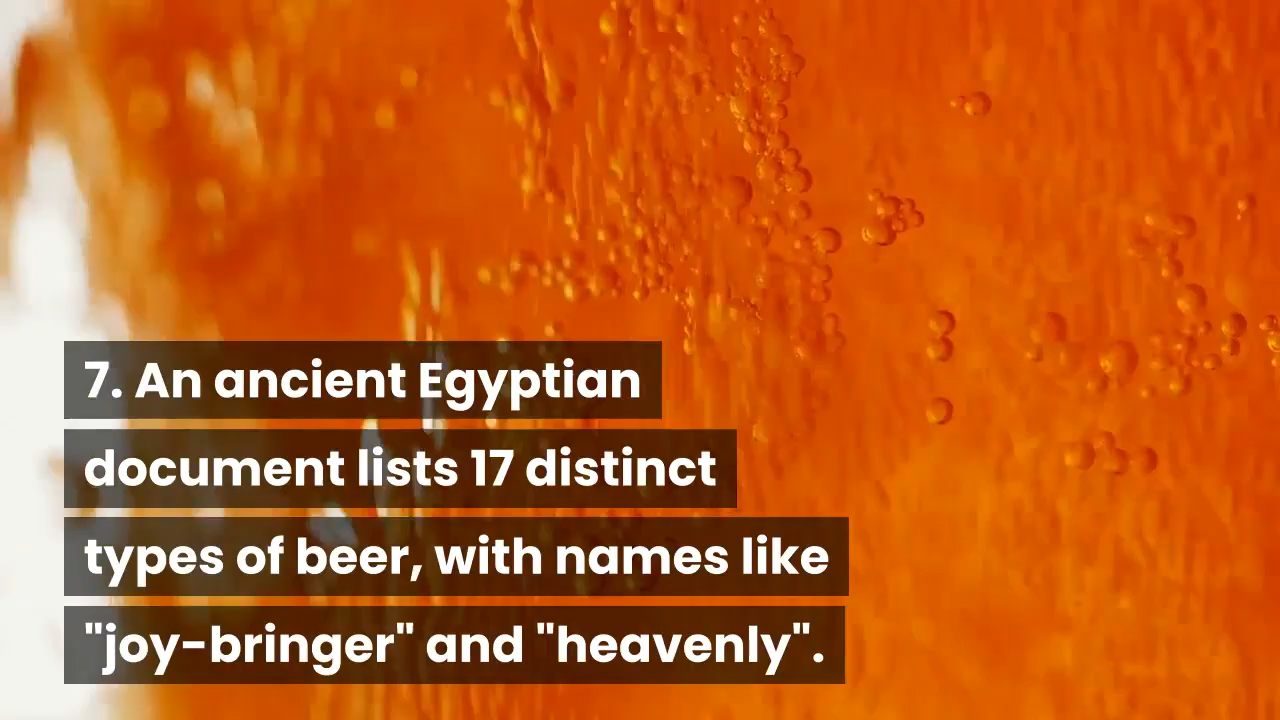 7. An ancient Egyptian
document lists 17 distinct
types of beer, with names like
"joy-bringer" and "heavenly".